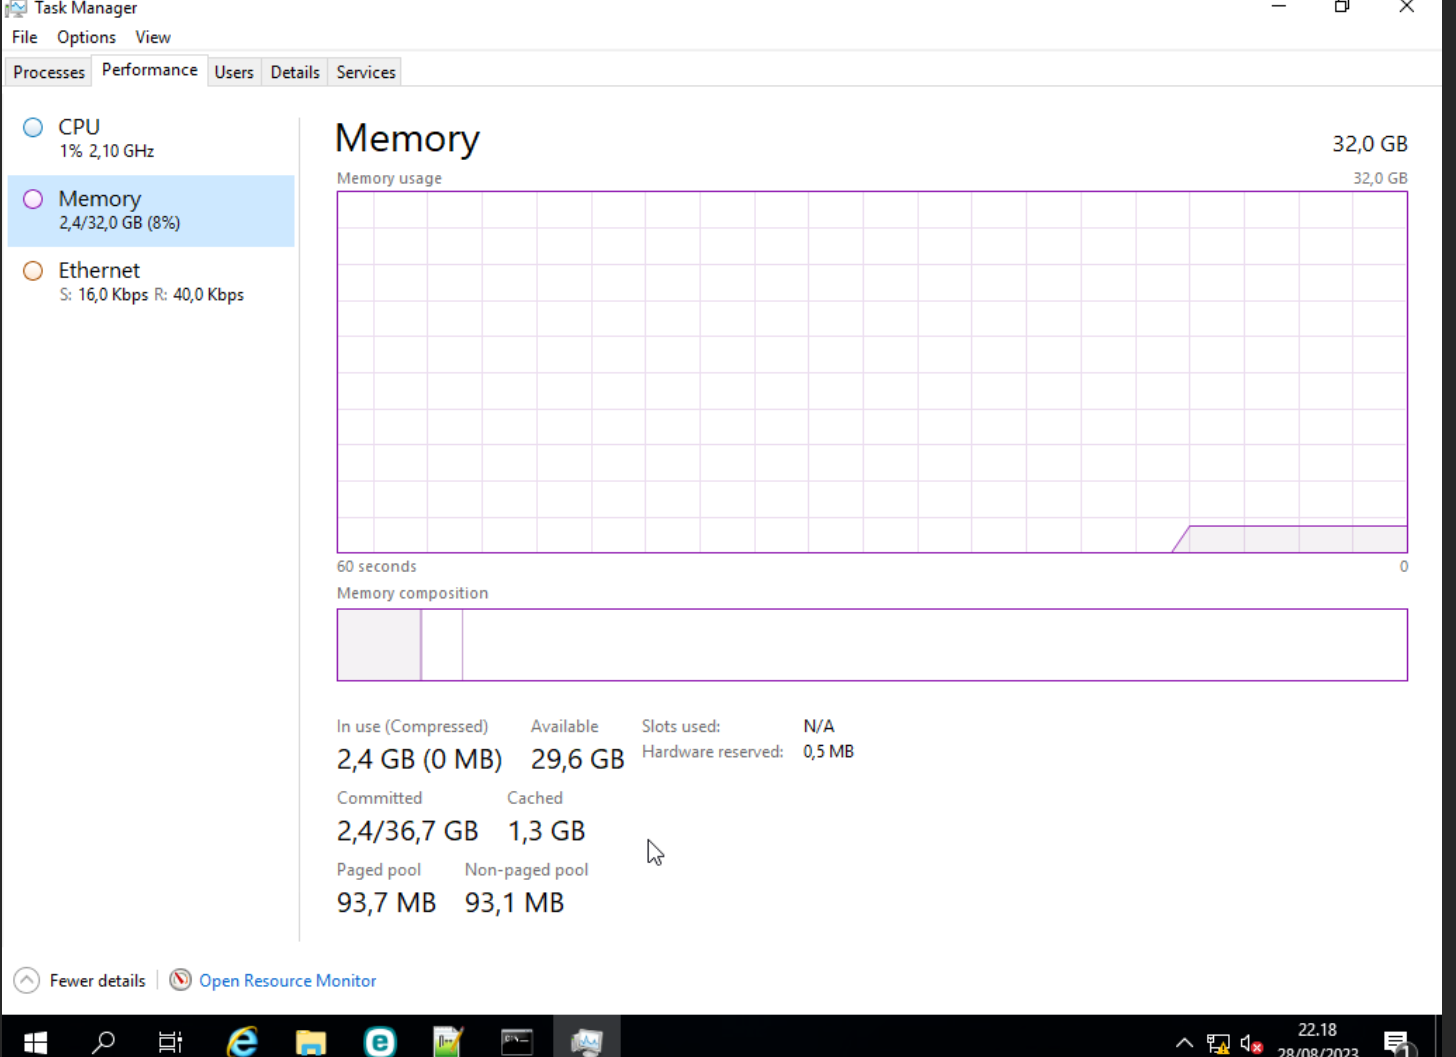 Task Manager
File Options View
Processes Performance Users Details Services
CPU
1% 2,10 GHz
Memory
2,4/32,0 GB (8%)
Ethernet
S: 16,0 Kbps R: 40,0 Kbps
Memory 32,0 GB
Memory usage 32,0 GB
60 seconds 0
Memory composition
In use (Compressed) Available Slots used: N/A
2,4 GB (0 MB) 29,6 GB Hardware reserved: 0,5 MB
Committed Cached
2,4/36,7 GB 1,3 GB
Paged pool Non-paged pool
93,7 MB 93,1 MB
Fewer details Open Resource Monitor
22.18
28/08/2023
1